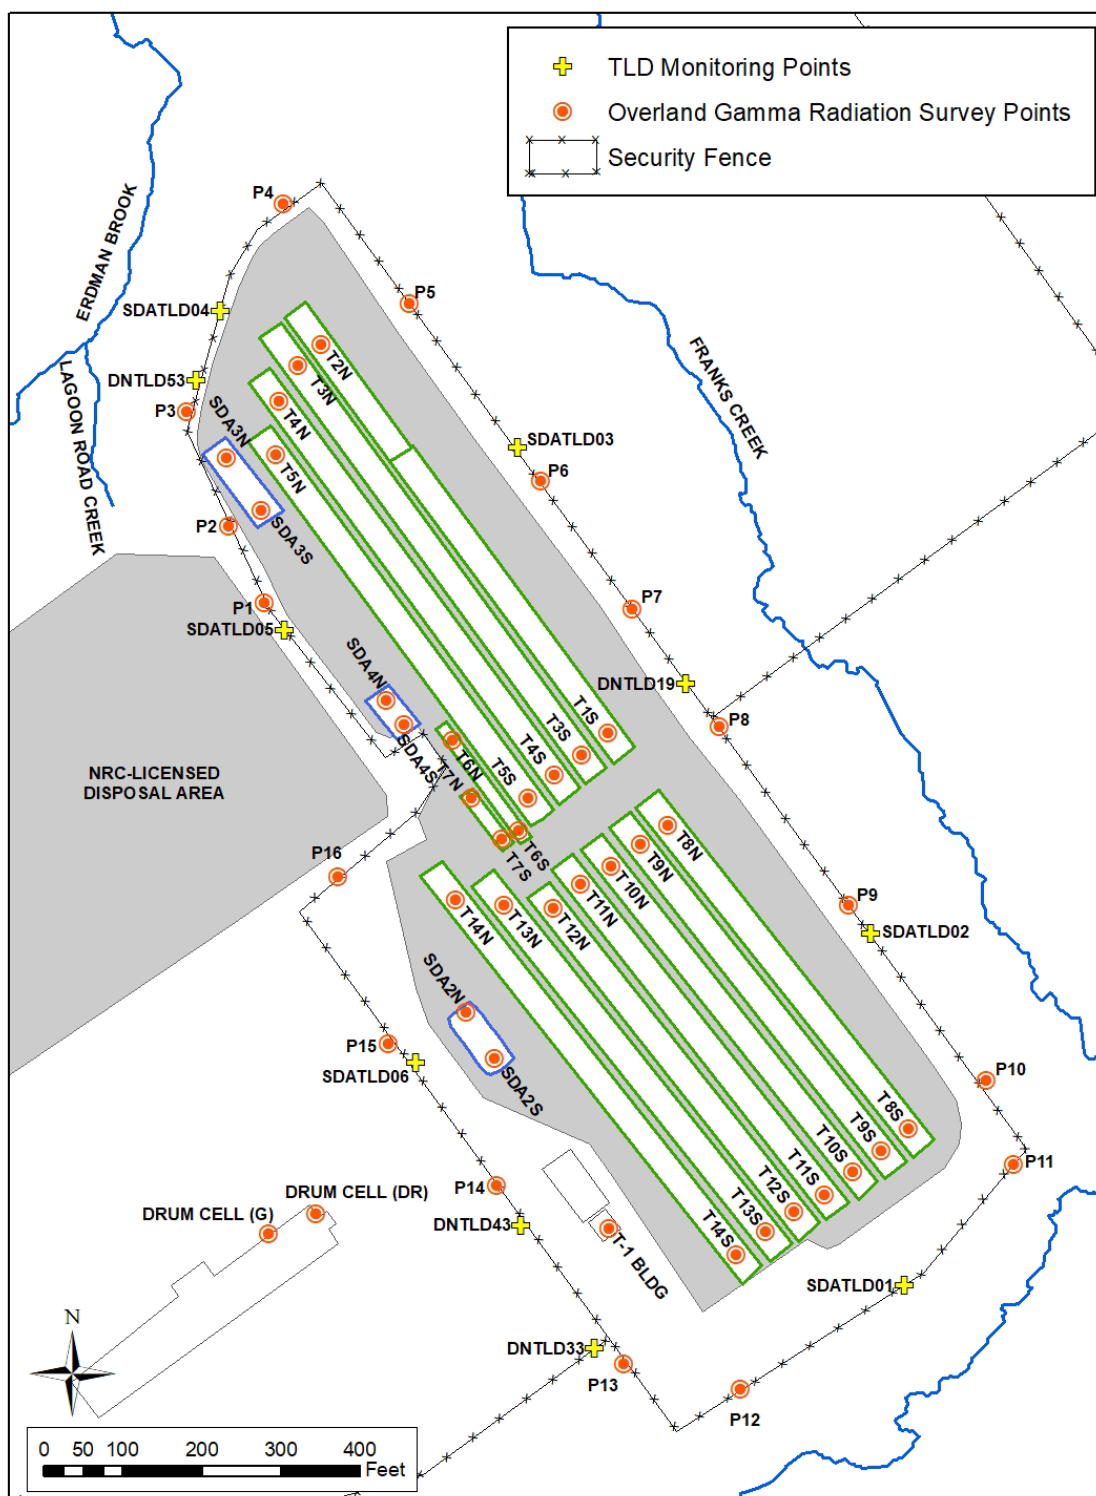 TLD Monitoring Points
Overland Gamma Radiation Survey Points
Security Fence
ERDMAN BROOK
LAGOON ROAD CREEK
FRANKS CREEK
P4
SDATLD04
P5
DNTLD53
P3
T2N
T3N
T4N
T5N
SDA3N
SDA3S
SDATLD03
P6
P2
P1
SDATLD05
P7
SDA4N
SDA4S
DNTLD19
P8
T1S
T3S
T4S
T5S
T6N
T7N
T6S
T7S
NRC-LICENSED
DISPOSAL AREA
P16
T8N
T9N
T10N
T11N
T12N
T13N
T14N
P9
SDATLD02
SDA2N
SDA2S
P15
SDATLD06
P10
T8S
T9S
T10S
T11S
T12S
T13S
T14S
P11
P14
DNTLD43
DRUM CELL (DR)
DRUM CELL (G)
T-1 BLDG
SDATLD01
DNTLD33
P13
P12
N
0 50 100 200 300 400
Feet